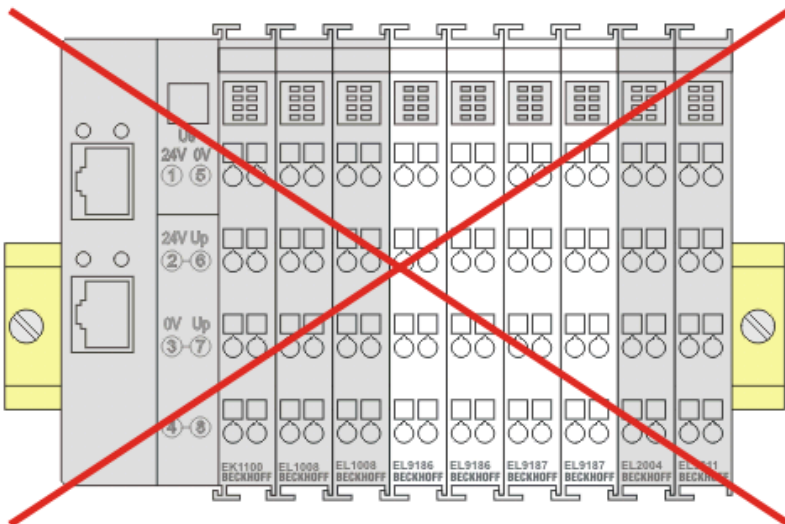 Us
24V 0V
1 5
24V Up
2 6
0V Up
3 7
4 8
EK1100 EL1008 EL1008 EL9186 EL9186 EL9187 EL9187 EL2004
BECKHOFF BECKHOFF BECKHOFF BECKHOFF BECKHOFF BECKHOFF BECKHOFF BECKHOFF BECKHOFF